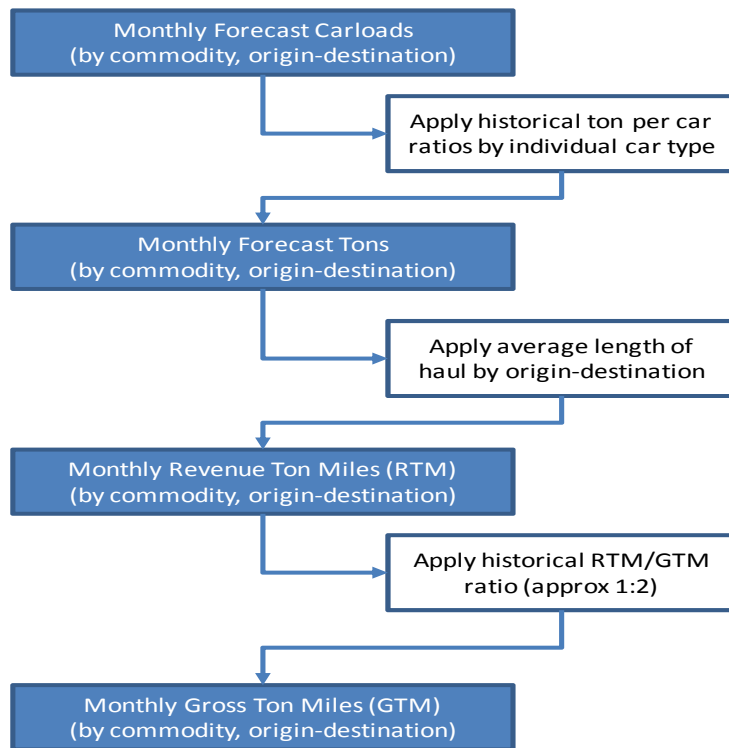 Monthly Forecast Carloads
(by commodity, origin-destination)
Apply historical ton per car
ratios by individual car type
Monthly Forecast Tons
(by commodity, origin-destination)
Apply average length of
haul by origin-destination
Monthly Revenue Ton Miles (RTM)
(by commodity, origin-destination)
Apply historical RTM/GTM
ratio (approx 1:2)
Monthly Gross Ton Miles (GTM)
(by commodity, origin-destination)